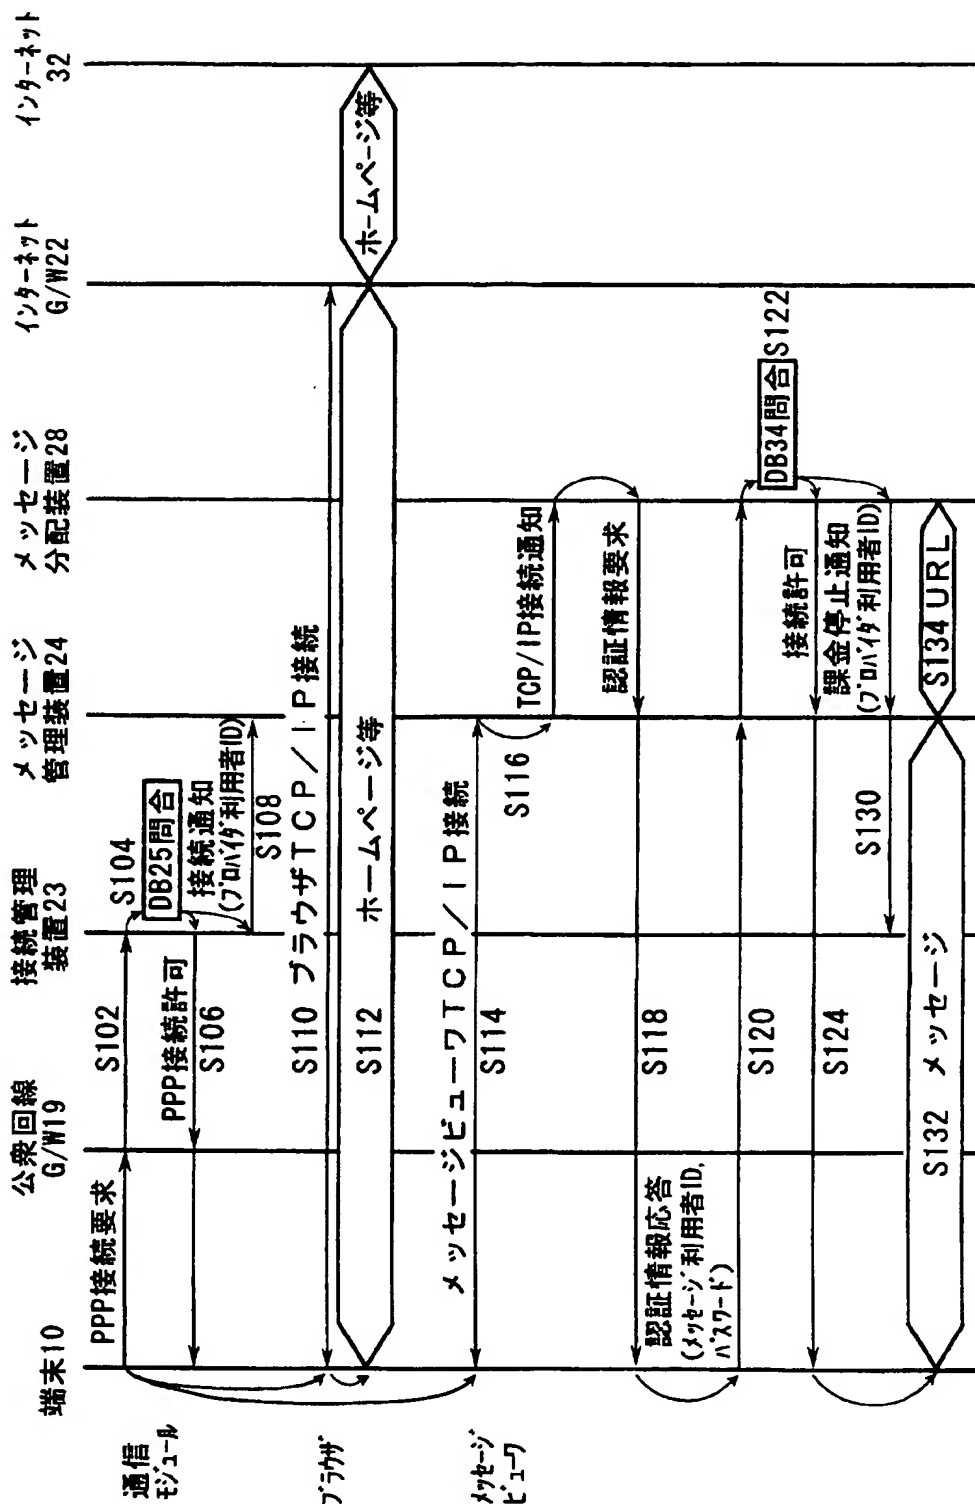 端末10
公衆回線
G/W19
接続管理
装置23
メッセージ
管理装置24
メッセージ
分配装置28
インターネット
G/W22
インターネット
32
通信
モジュール
PPP接続要求
S102
S104
DB25問合
PPP接続許可
S106
接続通知
(プロバイダ利用者ID)
S108
ブラウザ
S110 ブラウザTCP/IP接続
S112
ホームページ等
ホームページ等
メッセージ
ビューワ
メッセージビューワTCP/IP接続
S114
S116
TCP/IP接続通知
認証情報要求
S118
認証情報応答
(メッセージ利用者ID,
パスワード)
S120
DB34問合
S122
接続許可
S124
課金停止通知
(プロバイダ利用者ID)
S130
S132 メッセージ
S134 URL